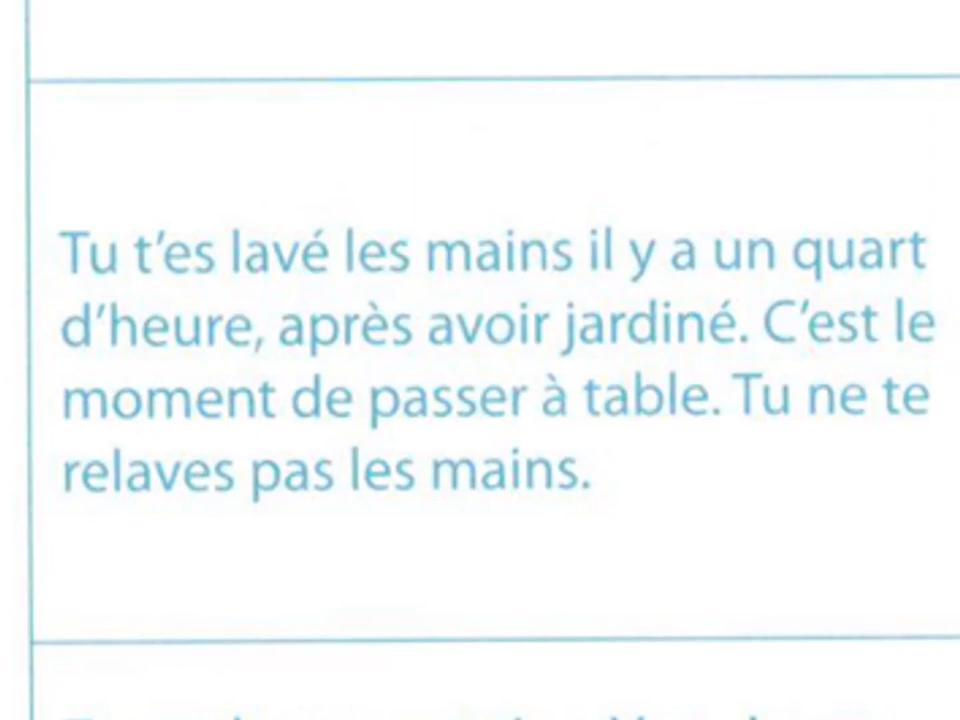 Tu t'es lavé les mains il y a un quart
d'heure, après avoir jardiné. C'est le
moment de passer à table. Tu ne te
relaves pas les mains.